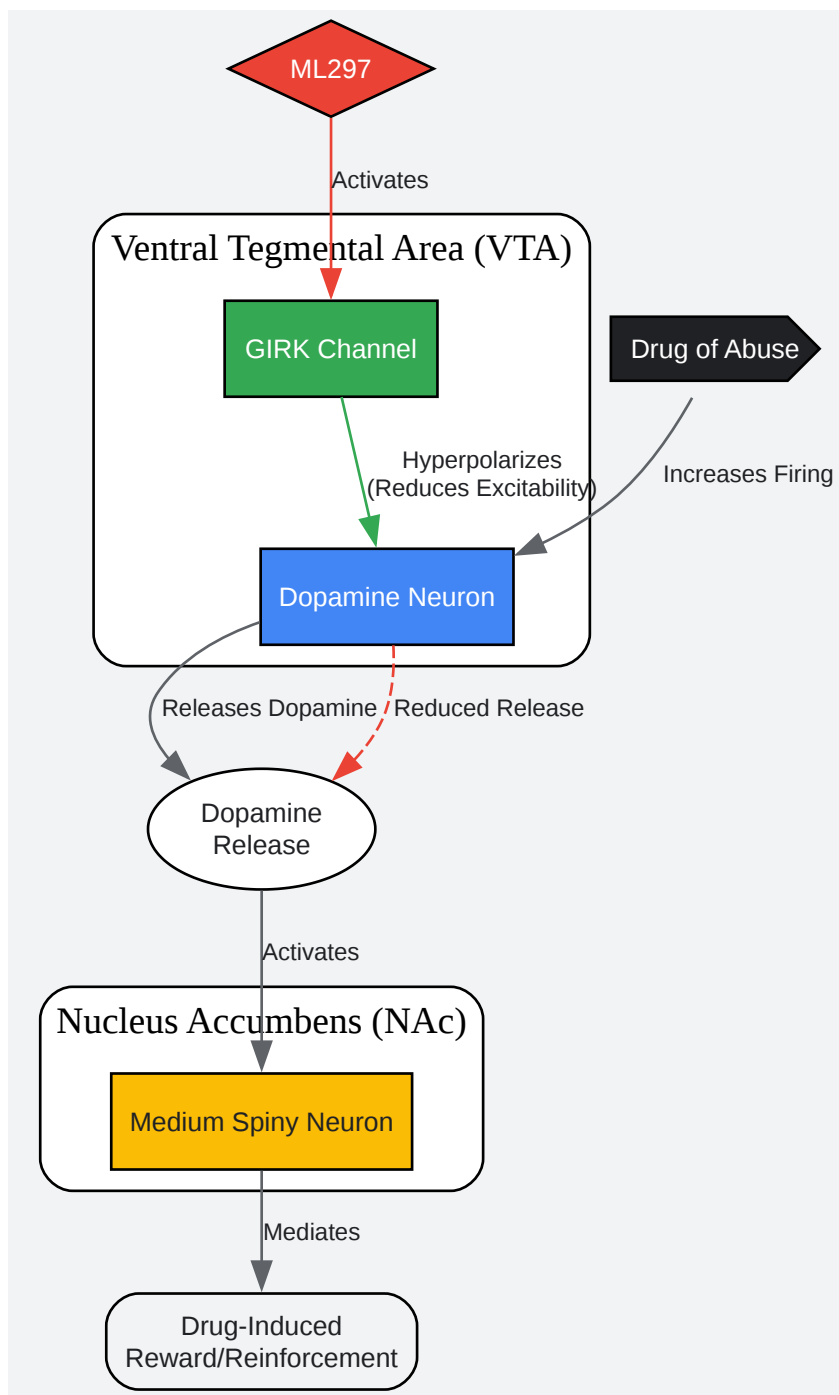 ML297
Activates
Ventral Tegmental Area (VTA)
GIRK Channel
Drug of Abuse
Hyperpolarizes
(Reduces Excitability)
Increases Firing
Dopamine Neuron
Releases Dopamine
Reduced Release
Dopamine
Release
Activates
Nucleus Accumbens (NAc)
Medium Spiny Neuron
Mediates
Drug-Induced
Reward/Reinforcement